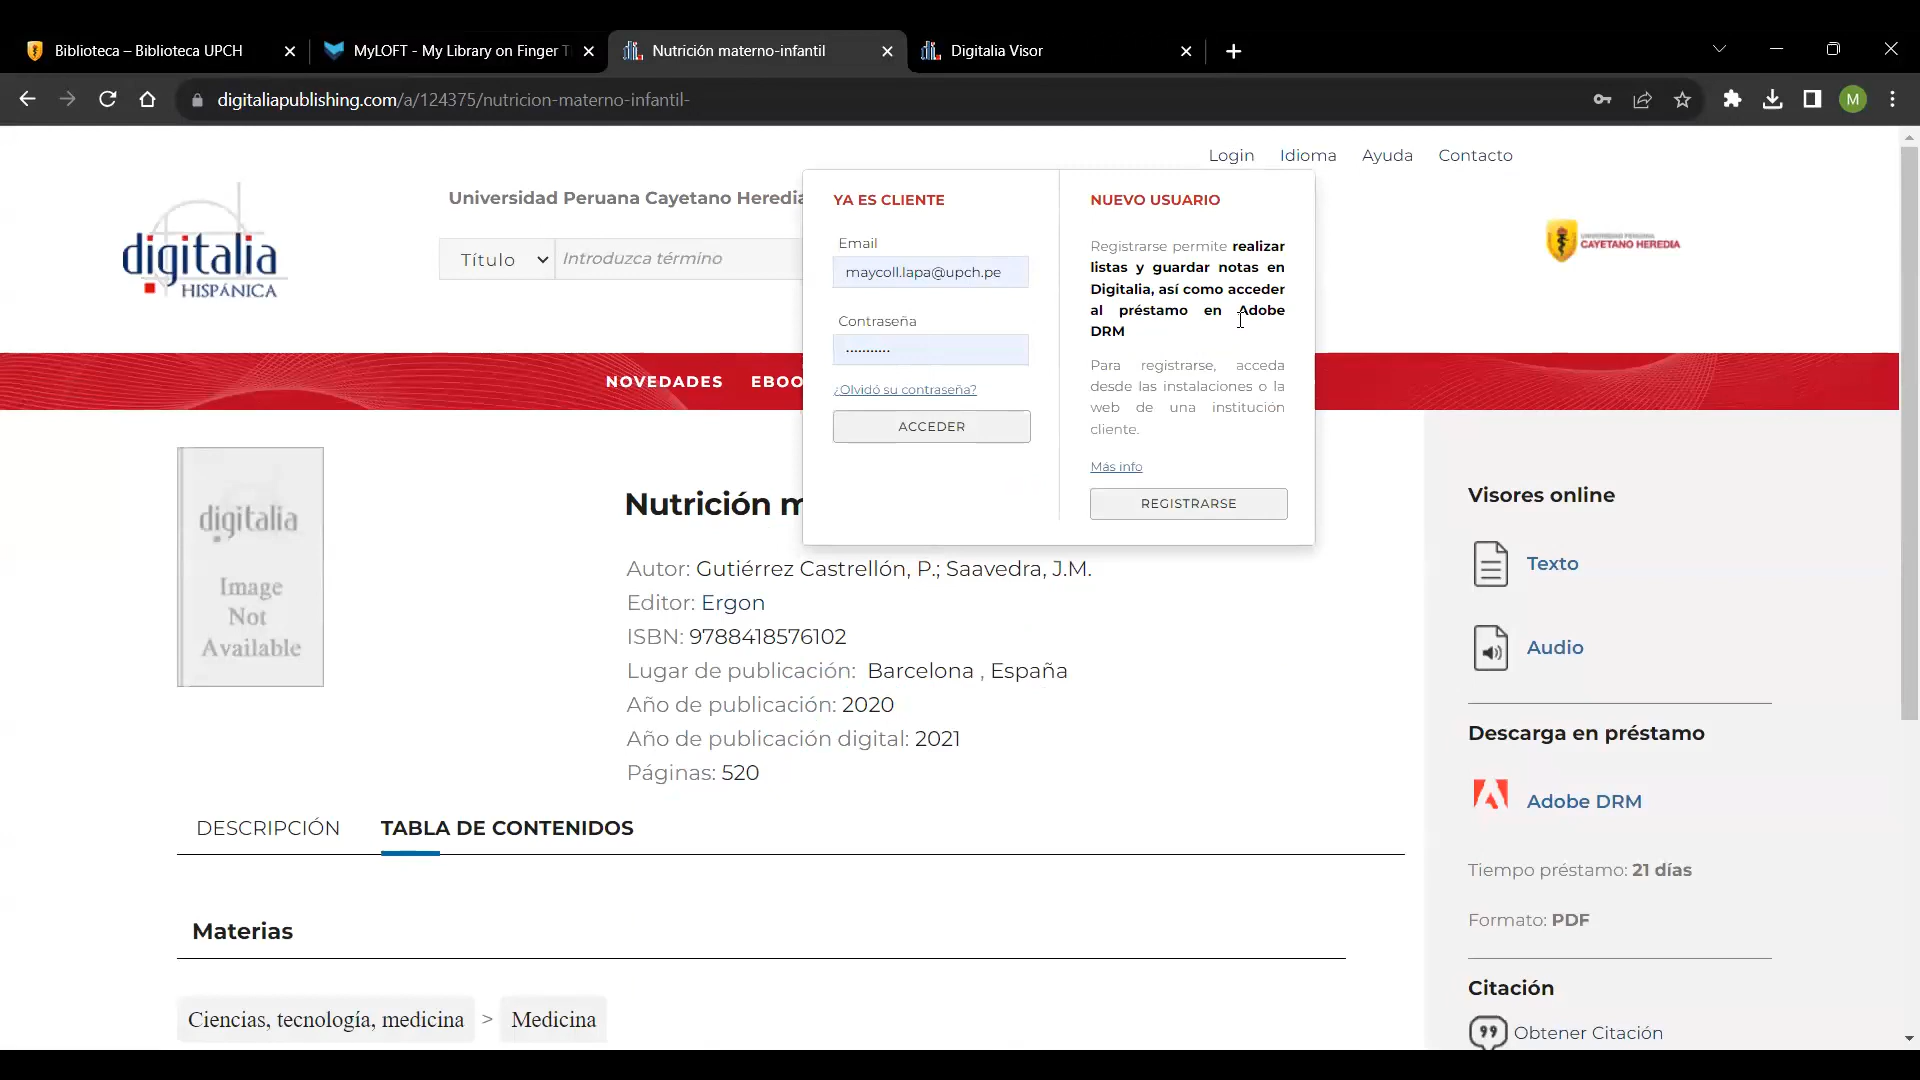 Biblioteca – Biblioteca UPCH
MyLOFT - My Library on Finger T
Nutrición materno-infantil
Digitalia Visor
digitaliapublishing.com/a/124375/nutricion-materno-infantil-
M
Login Idioma Ayuda Contacto
digitalia
HISPÁNICA
Universidad Peruana Cayetano Heredia
Título
Introduzca término
YA ES CLIENTE
Email
maycoll.lapa@upch.pe
Contraseña
¿Olvidó su contraseña?
ACCEDER
NUEVO USUARIO
Registrarse permite realizar
listas y guardar notas en
Digitalia, así como acceder
al préstamo en Adobe
DRM
Para registrarse, acceda
desde las instalaciones o la
web de una institución
cliente.
Más info
REGISTRARSE
UNIVERSIDAD PERUANA
CAYETANO HEREDIA
NOVEDADES EBOO
digitalia
Image
Not
Available
Nutrición m
Autor: Gutiérrez Castrellón, P.; Saavedra, J.M.
Editor: Ergon
ISBN: 9788418576102
Lugar de publicación: Barcelona , España
Año de publicación: 2020
Año de publicación digital: 2021
Páginas: 520
DESCRIPCIÓN TABLA DE CONTENIDOS
Materias
Ciencias, tecnología, medicina > Medicina
Visores online
Texto
Audio
Descarga en préstamo
Adobe DRM
Tiempo préstamo: 21 días
Formato: PDF
Citación
Obtener Citación